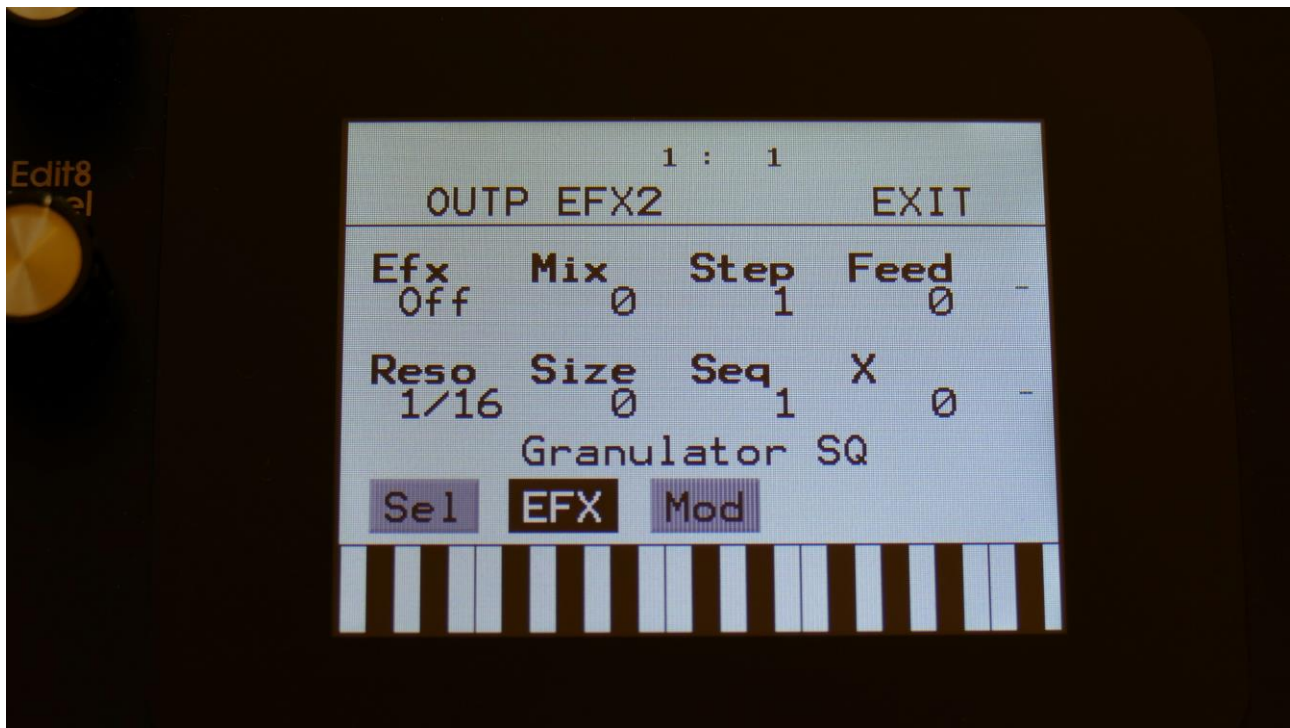 Edit8
1 : 1
OUTP EFX2 EXIT
Efx Mix Step Feed
Off 0 1 0
Reso Size Seq X
1/16 0 1 0
Granulator SQ
Sel EFX Mod